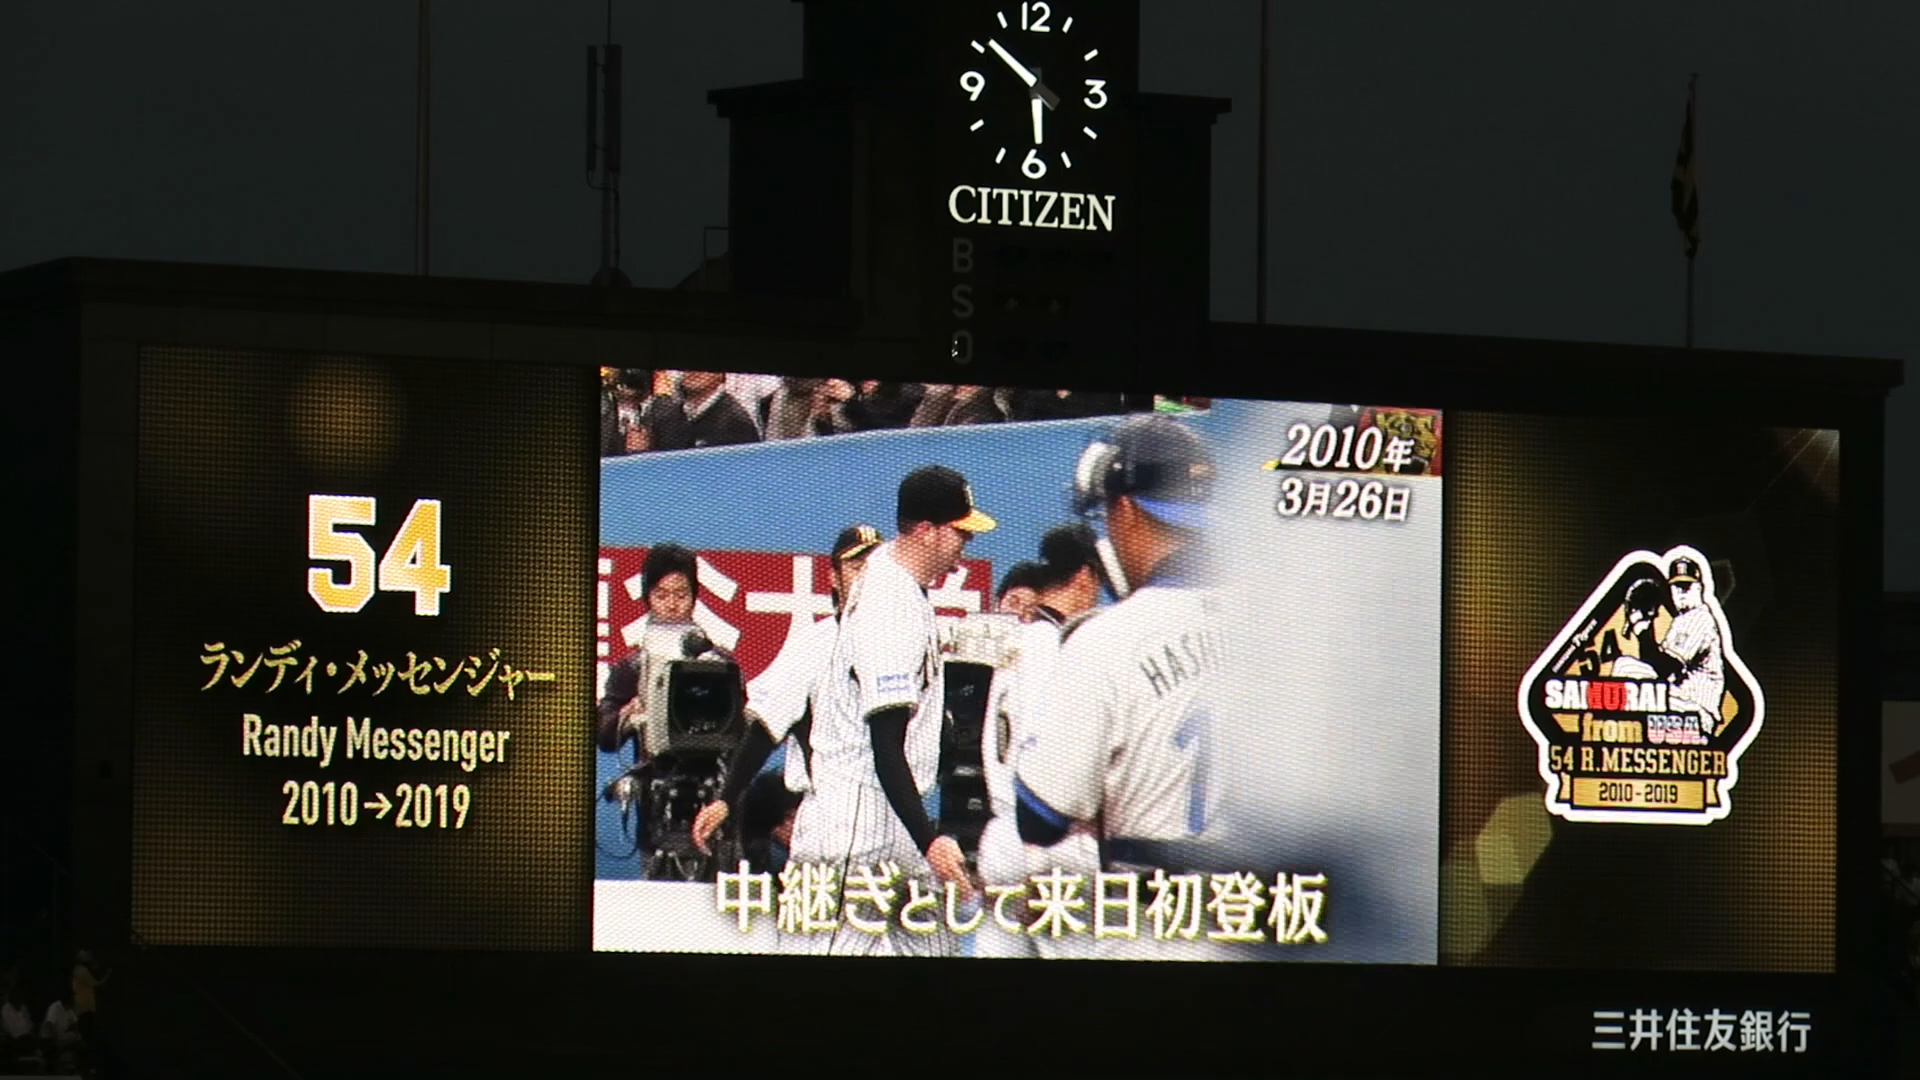 12
9
3
6
CITIZEN
B
S
O
54
ランディ・メッセンジャー
Randy Messenger
2010→2019
2010年
3月26日
HASHI
中継ぎとして来日初登板
54
SAMURAI
from USA.
54 R.MESSENGER
2010-2019
三井住友銀行